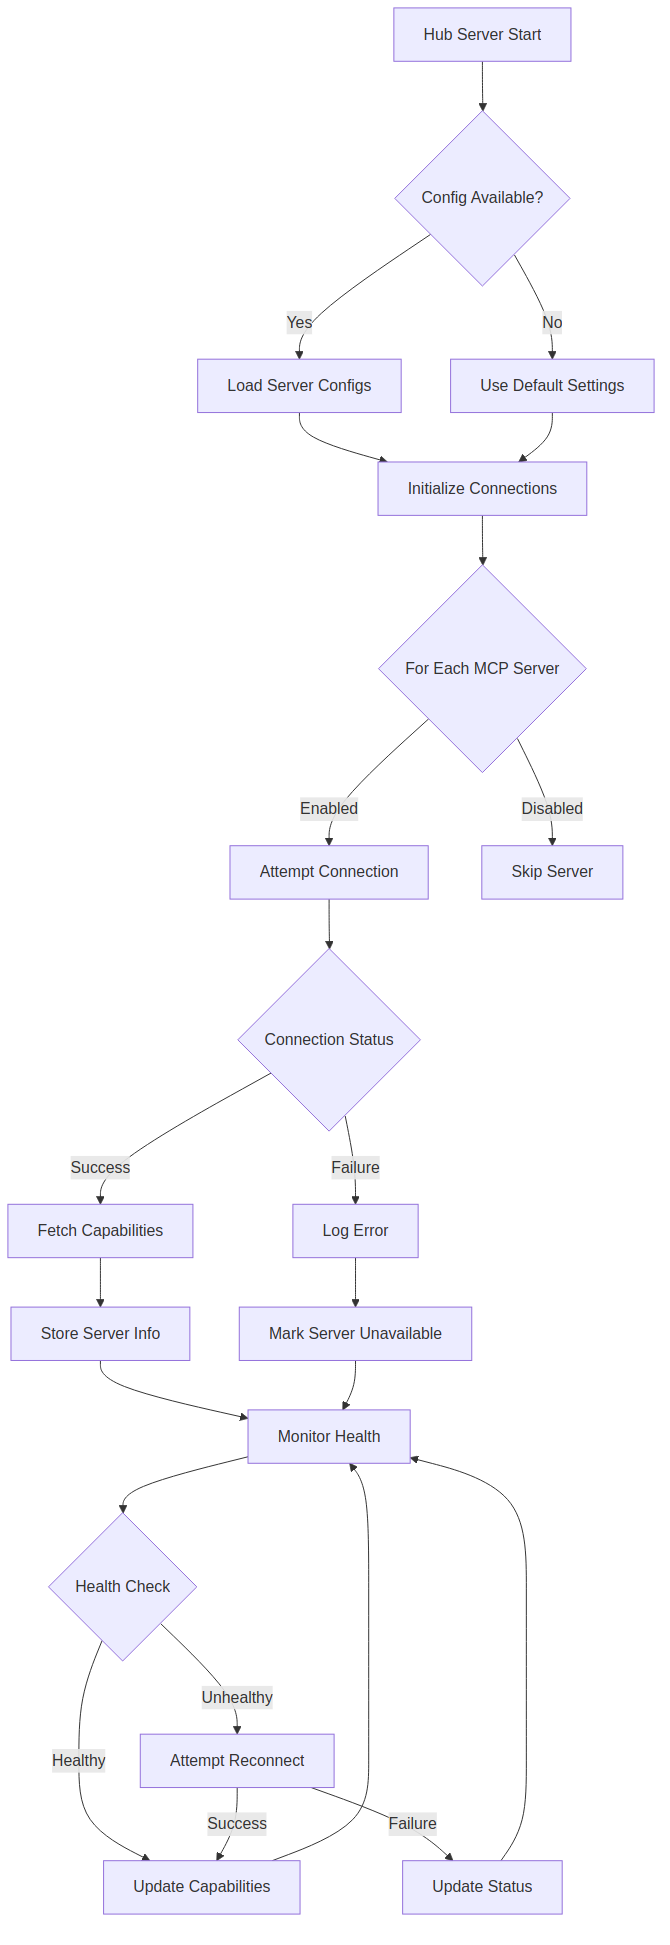 Hub Server Start
Config Available?
Yes
No
Load Server Configs
Use Default Settings
Initialize Connections
For Each MCP Server
Enabled
Disabled
Attempt Connection
Skip Server
Connection Status
Success
Failure
Fetch Capabilities
Log Error
Store Server Info
Mark Server Unavailable
Monitor Health
Health Check
Unhealthy
Healthy
Attempt Reconnect
Success
Failure
Update Capabilities
Update Status